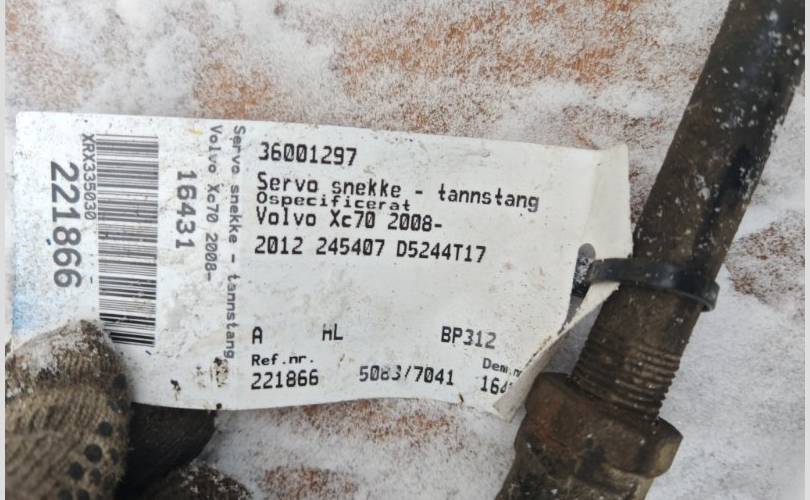 36001297
Servo snekke - tannstang
Ospecificerat
Volvo Xc70 2008-
2012 245407 D5244T17
A HL BP312
Ref.nr.
221866 5083/7041
XRX335030
221866
16431
Servo snekke - tannstang
Volvo Xc70 2008-